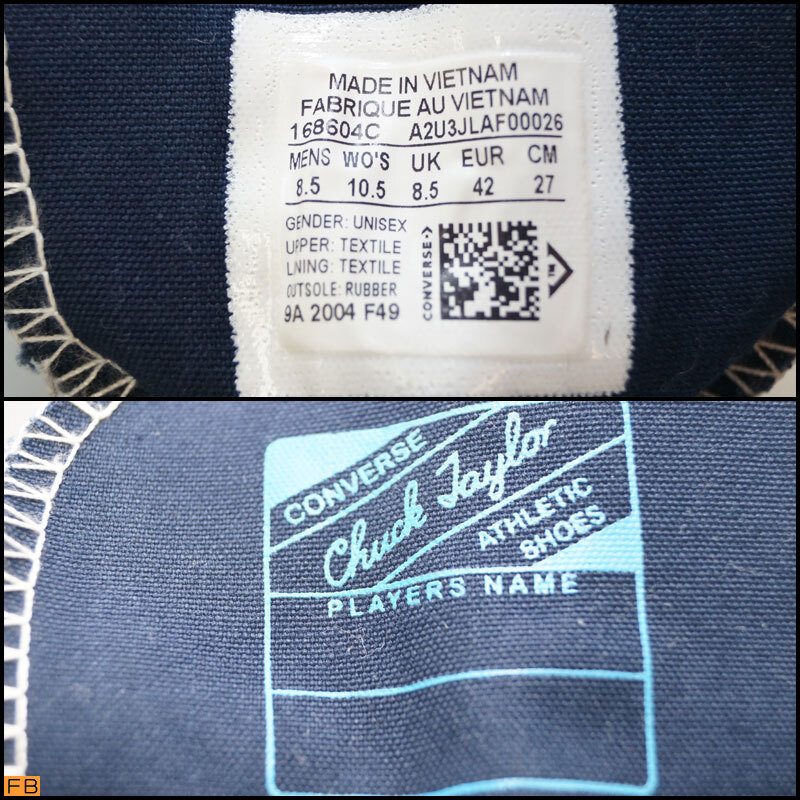 MADE IN VIETNAM
FABRIQUE AU VIETNAM
168604C A2U3JLAF00026
MENS WO'S UK EUR CM
8.5 10.5 8.5 42 27
GENDER: UNISEX
UPPER: TEXTILE
LINING: TEXTILE
OUTSOLE: RUBBER
9A 2004 F49
CONVERSE
CONVERSE
Chuck Taylor
ATHLETIC
SHOES
PLAYERS NAME
FB